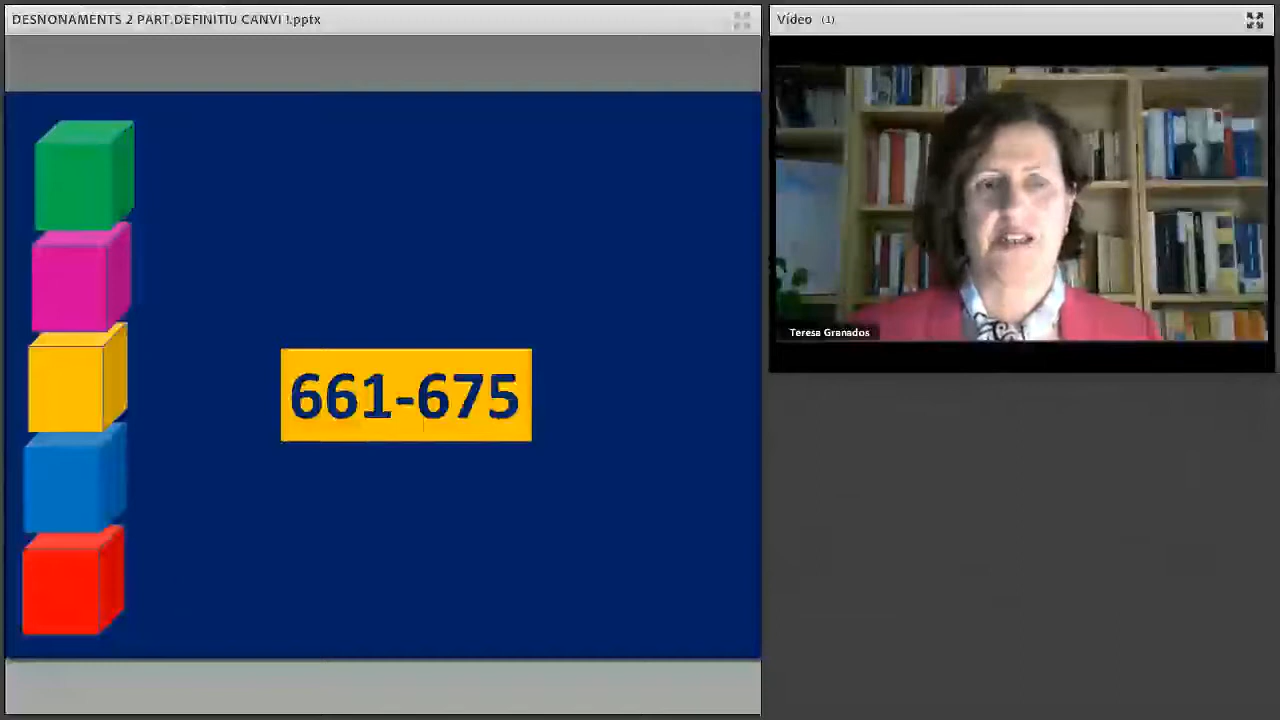 DESNONAMENTS 2 PART.DEFINITIU CANVI !.pptx
Vídeo (1)
661-675
Teresa Granados